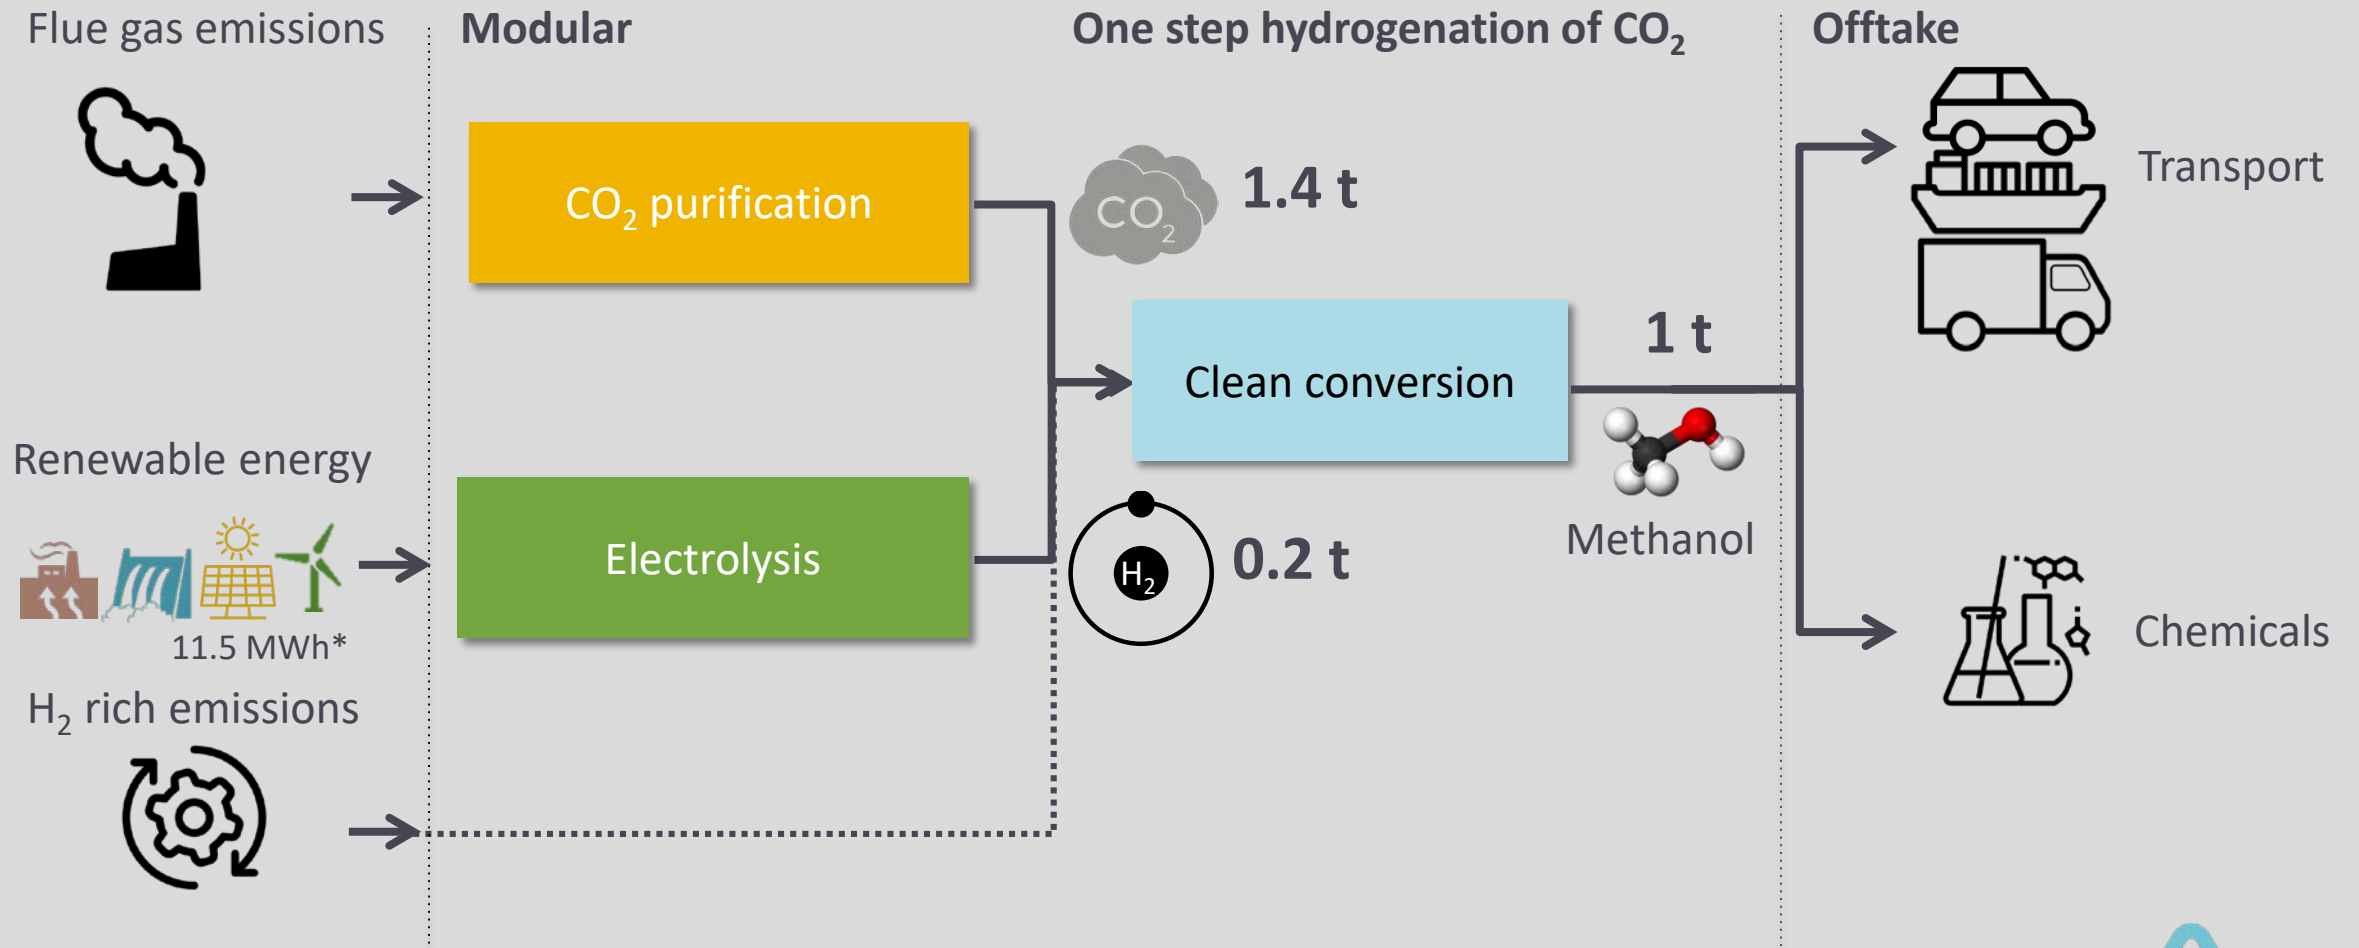 Flue gas emissions
Modular
One step hydrogenation of CO₂
Offtake
CO₂ purification
CO₂
1.4 t
Transport
1 t
Clean conversion
Renewable energy
Electrolysis
H₂
0.2 t
Methanol
11.5 MWh*
Chemicals
H₂ rich emissions